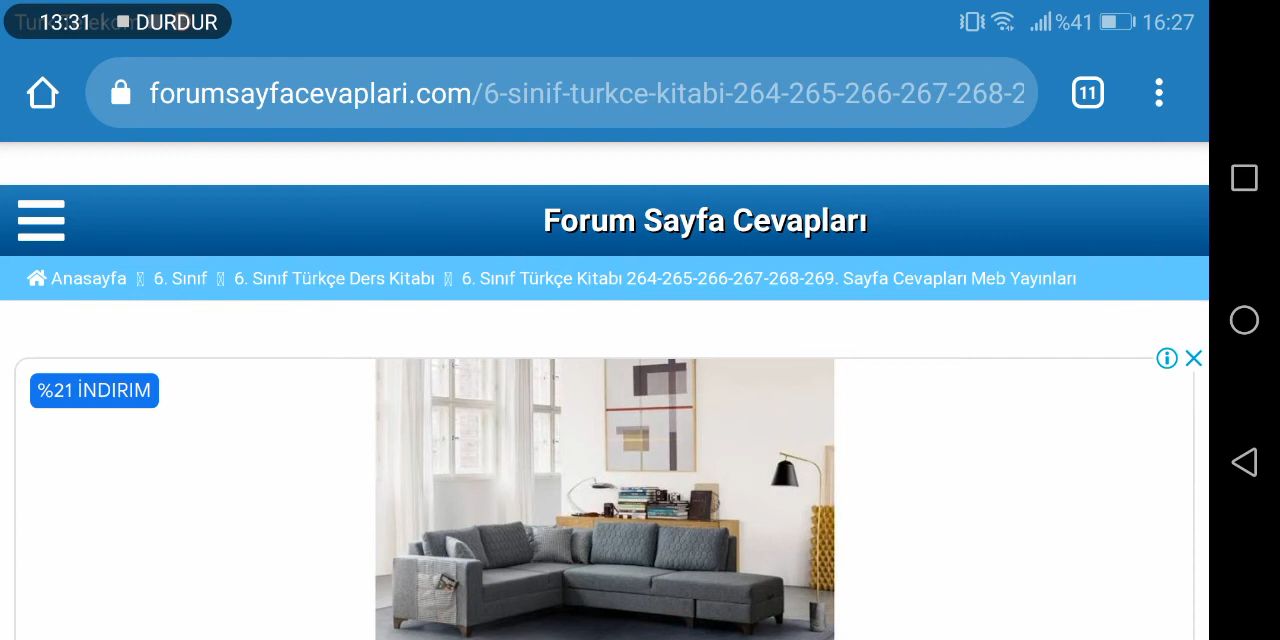 13:31 DURDUR %41 16:27
forumsayfacevaplari.com/6-sinif-turkce-kitabi-264-265-266-267-268-2 11
Forum Sayfa Cevapları
Anasayfa 6. Sınıf 6. Sınıf Türkçe Ders Kitabı 6. Sınıf Türkçe Kitabı 264-265-266-267-268-269. Sayfa Cevapları Meb Yayınları
%21 İNDIRIM